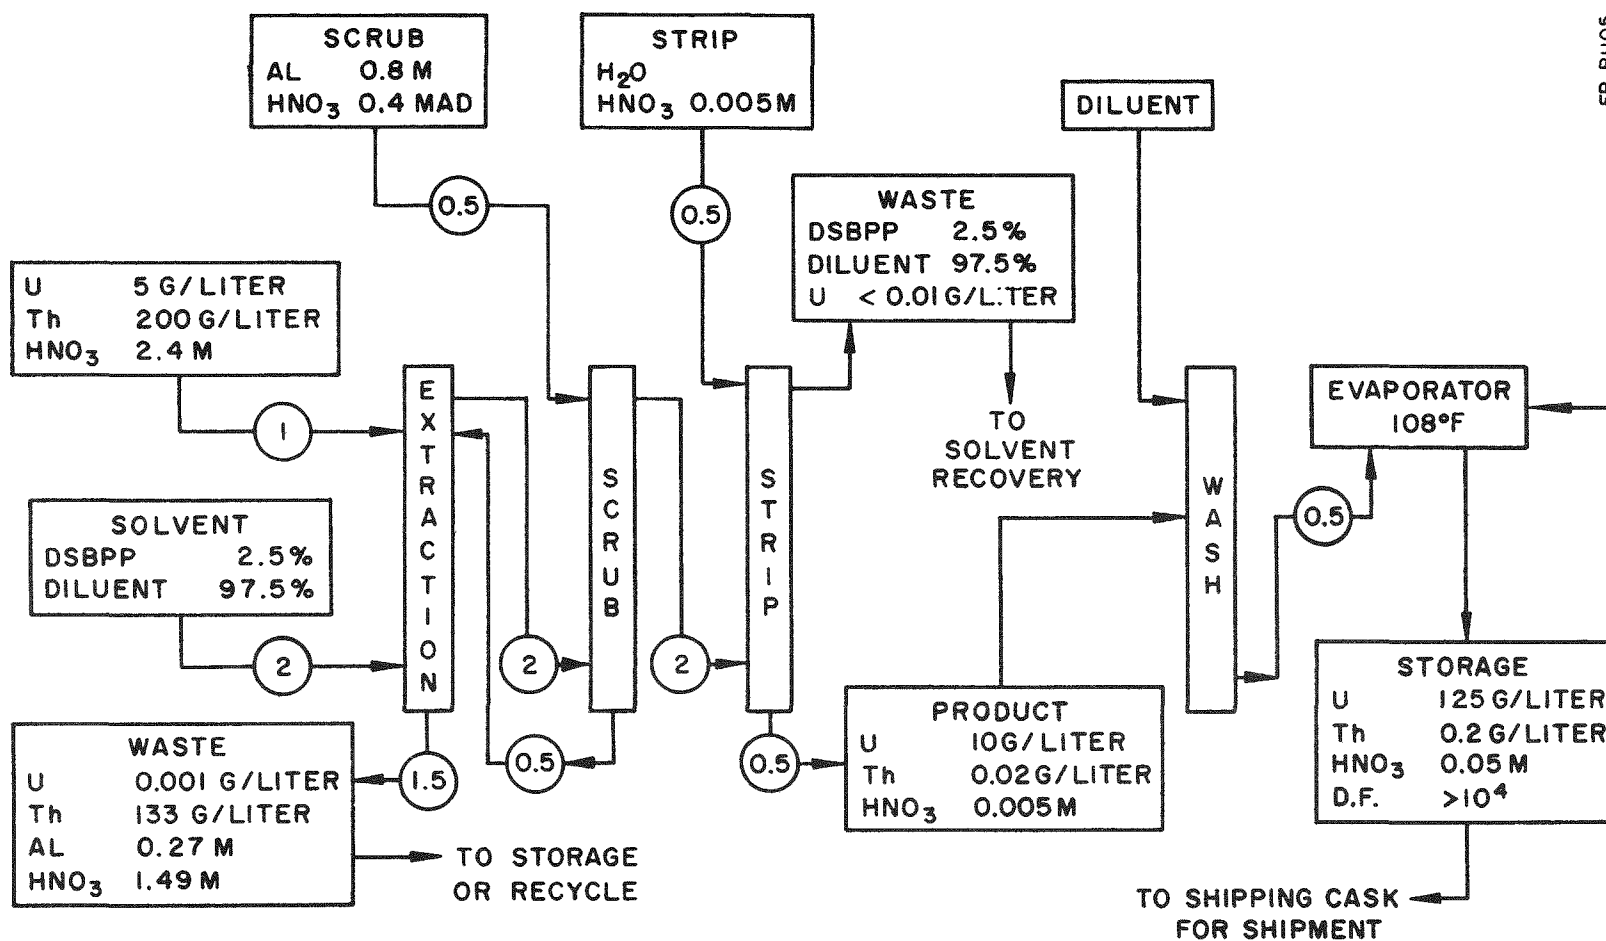 SCRUB
AL 0.8 M
HNO₃ 0.4 MAD
STRIP
H₂O
HNO₃ 0.005M
DILUENT
0.5
0.5
WASTE
DSBPP 2.5%
DILUENT 97.5%
U < 0.01 G/LITER
TO
SOLVENT
RECOVERY
U 5 G/LITER
Th 200 G/LITER
HNO₃ 2.4 M
1
SOLVENT
DSBPP 2.5%
DILUENT 97.5%
2
EXTRACTION
2
0.5
1.5
SCRUB
2
STRIP
0.5
WASTE
U 0.001 G/LITER
Th 133 G/LITER
AL 0.27 M
HNO₃ 1.49 M
TO STORAGE
OR RECYCLE
PRODUCT
U 10G/LITER
Th 0.02G/LITER
HNO₃ 0.005M
WASH
0.5
EVAPORATOR
108°F
STORAGE
U 125 G/LITER
Th 0.2 G/LITER
HNO₃ 0.05 M
D.F. >10⁴
TO SHIPPING CASK
FOR SHIPMENT